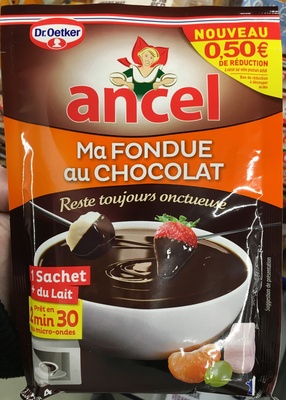 Dr. Oetker
NOUVEAU
0,50€
DE RÉDUCTION
ancel
Ma FONDUE
au CHOCOLAT
Reste toujours onctueuse
1 Sachet
+ du Lait
Prêt en
2 min 30
au micro-ondes
Suggestion de présentation